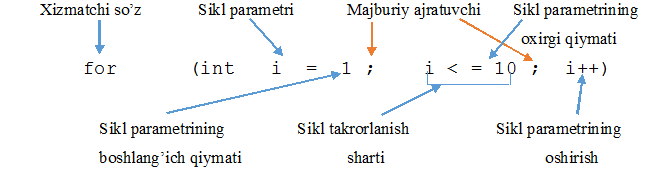 Xizmatchi so’z Sikl parametri Majburiy ajratuvchi Sikl parametrining
oxirgi qiymati
for (int i = 1 ; i < = 10 ; i++)
Sikl parametrining Sikl takrorlanish Sikl parametrining
boshlang’ich qiymati sharti oshirish